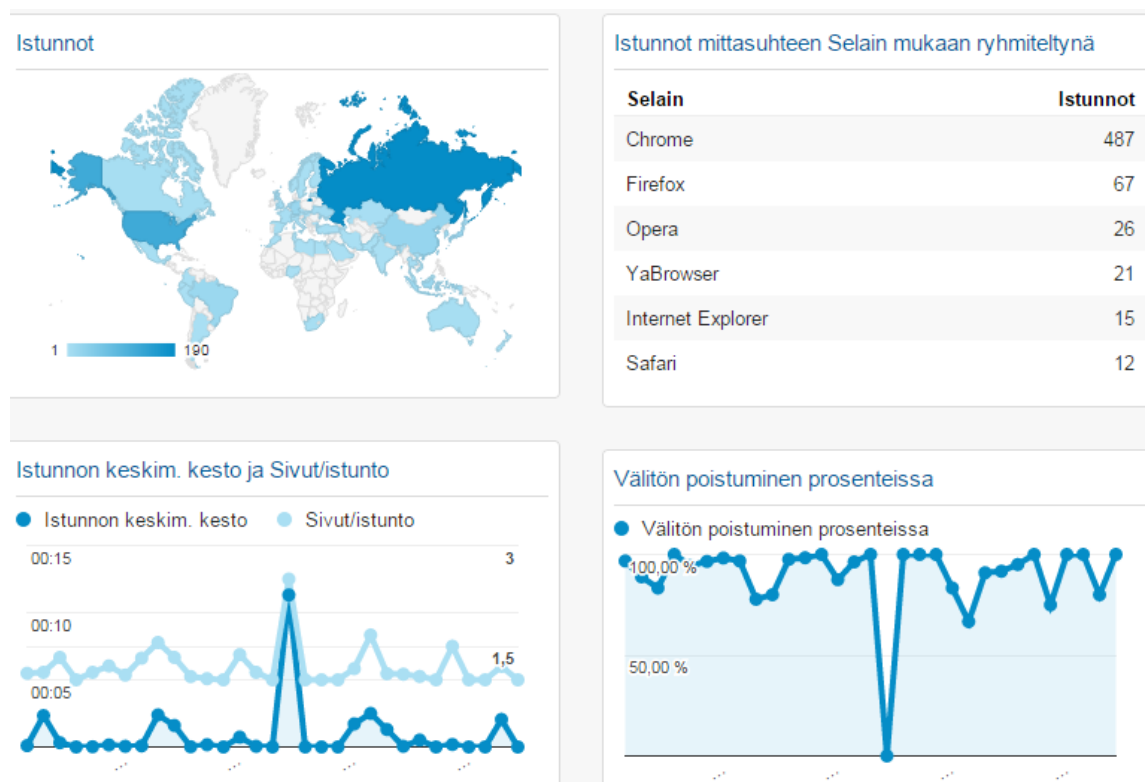 Istunnot
1 190
Istunnot mittasuhteen Selain mukaan ryhmiteltynä
Selain Istunnot
Chrome 487
Firefox 67
Opera 26
YaBrowser 21
Internet Explorer 15
Safari 12
Istunnon keskim. kesto ja Sivut/istunto
Istunnon keskim. kesto Sivut/istunto
00:15 3
00:10
1,5
00:05
... ... ... ...
Välitön poistuminen prosenteissa
Välitön poistuminen prosenteissa
100,00 %
50,00 %
... ... ... ...